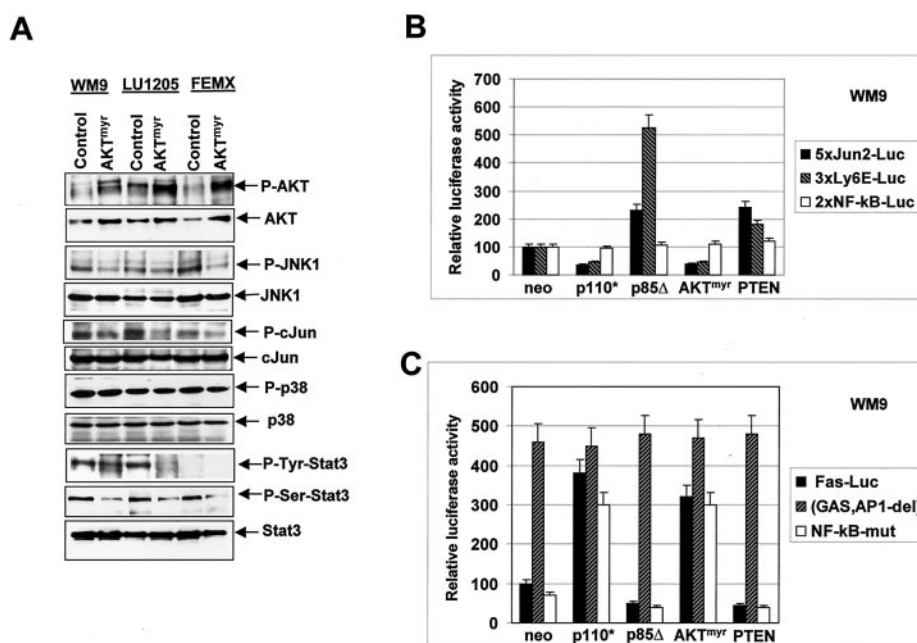 A
WM9 LU1205 FEMX
Control AKTmyr Control AKTmyr Control AKTmyr
P-AKT
AKT
P-JNK1
JNK1
P-cJun
cJun
P-p38
p38
P-Tyr-Stat3
P-Ser-Stat3
Stat3
B
Relative luciferase activity
700
600
500
400
300
200
100
0
neo p110* p85Δ AKTmyr PTEN
WM9
5xJun2-Luc
3xLy6E-Luc
2xNF-kB-Luc
C
Relative luciferase activity
600
500
400
300
200
100
0
neo p110* p85Δ AKTmyr PTEN
WM9
Fas-Luc
(GAS,AP1-del)
NF-kB-mut